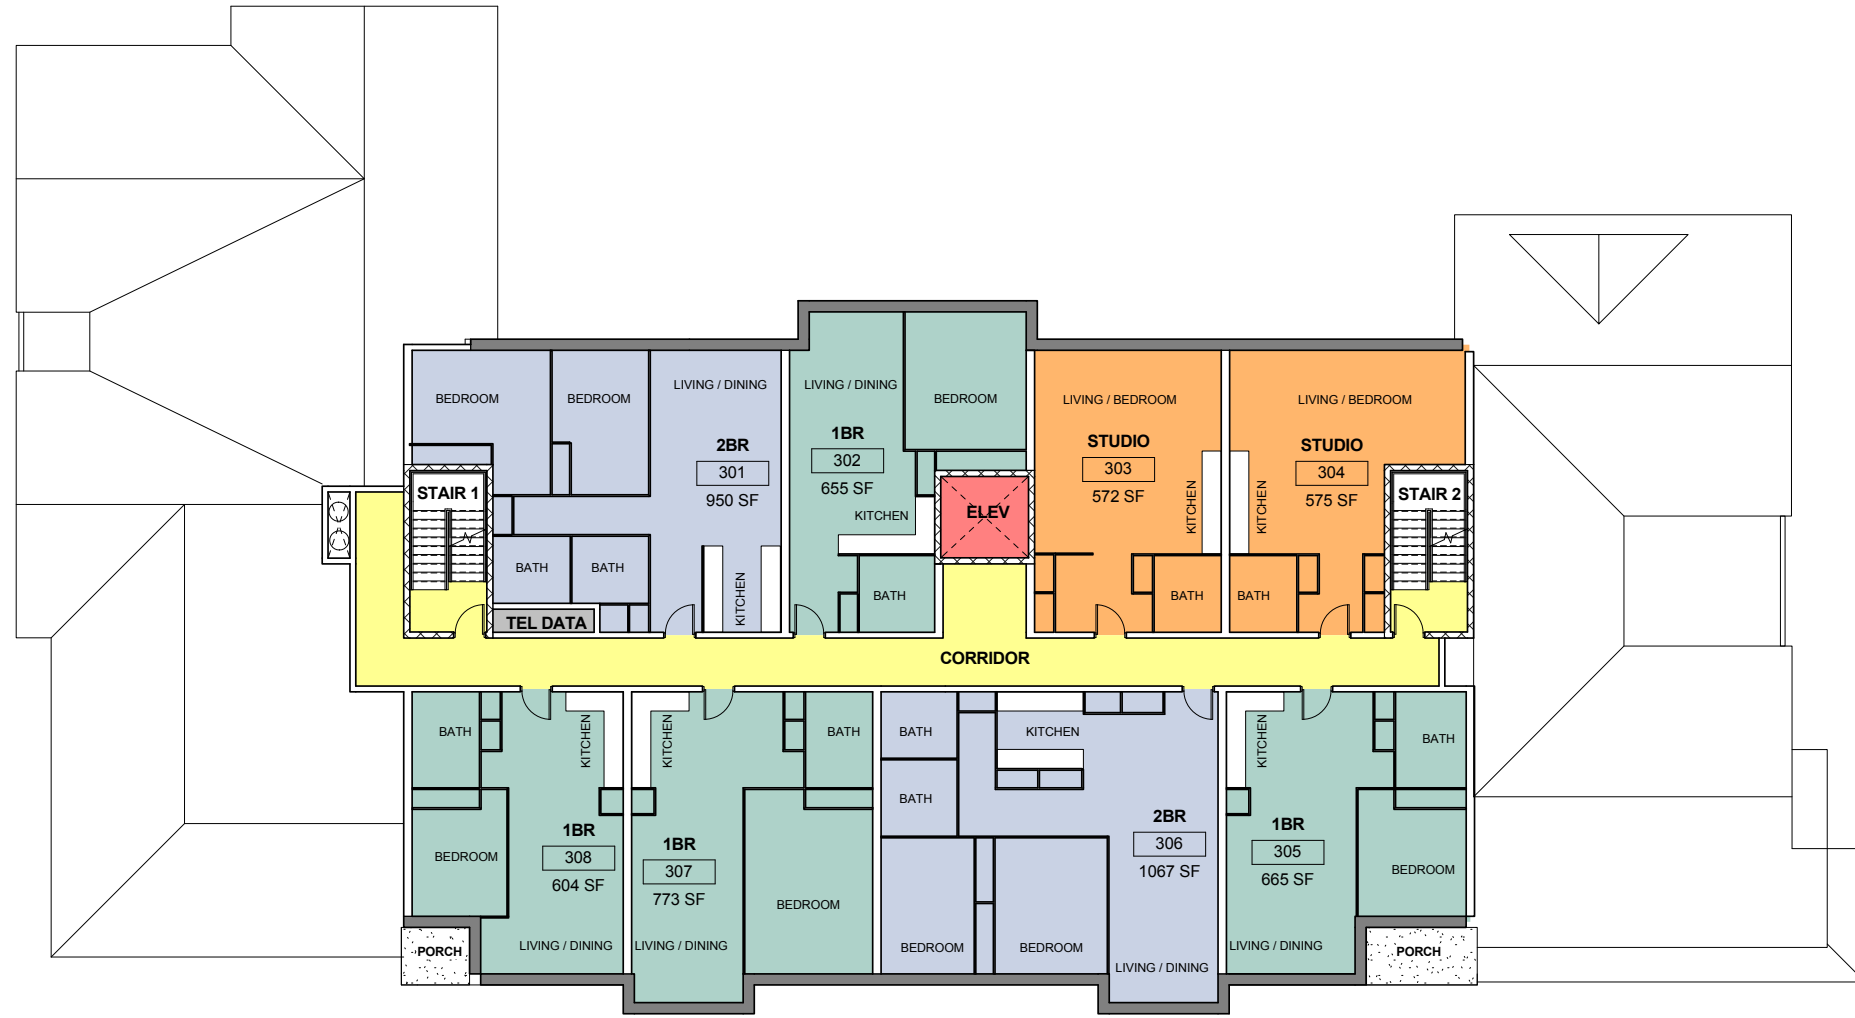 LIVING / DINING
BEDROOM
BEDROOM
2BR
301
950 SF
STAIR 1
BATH
BATH
KITCHEN
TEL DATA
LIVING / DINING
BEDROOM
1BR
302
655 SF
KITCHEN
BATH
ELEV
LIVING / BEDROOM
STUDIO
303
572 SF
KITCHEN
BATH
LIVING / BEDROOM
STUDIO
304
575 SF
KITCHEN
BATH
STAIR 2
CORRIDOR
BATH
KITCHEN
1BR
308
604 SF
BEDROOM
LIVING / DINING
PORCH
KITCHEN
BATH
1BR
307
773 SF
BEDROOM
LIVING / DINING
BATH
KITCHEN
BATH
2BR
306
1067 SF
BEDROOM
BEDROOM
LIVING / DINING
KITCHEN
BATH
1BR
305
665 SF
BEDROOM
LIVING / DINING
PORCH